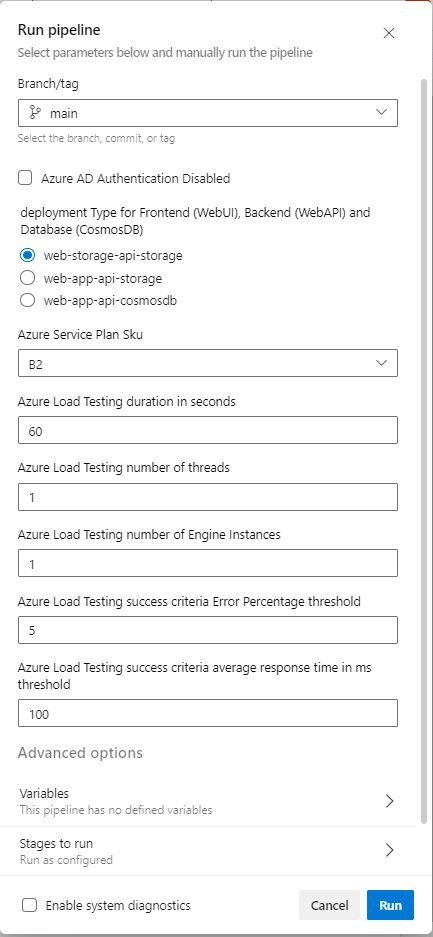 Run pipeline
Select parameters below and manually run the pipeline
Branch/tag
main
Select the branch, commit, or tag
Azure AD Authentication Disabled
deployment Type for Frontend (WebUI), Backend (WebAPI) and
Database (CosmosDB)
web-storage-api-storage
web-app-api-storage
web-app-api-cosmosdb
Azure Service Plan Sku
B2
Azure Load Testing duration in seconds
60
Azure Load Testing number of threads
1
Azure Load Testing number of Engine Instances
1
Azure Load Testing success criteria Error Percentage threshold
5
Azure Load Testing success criteria average response time in ms
threshold
100
Advanced options
Variables
This pipeline has no defined variables
Stages to run
Run as configured
Enable system diagnostics
Cancel
Run